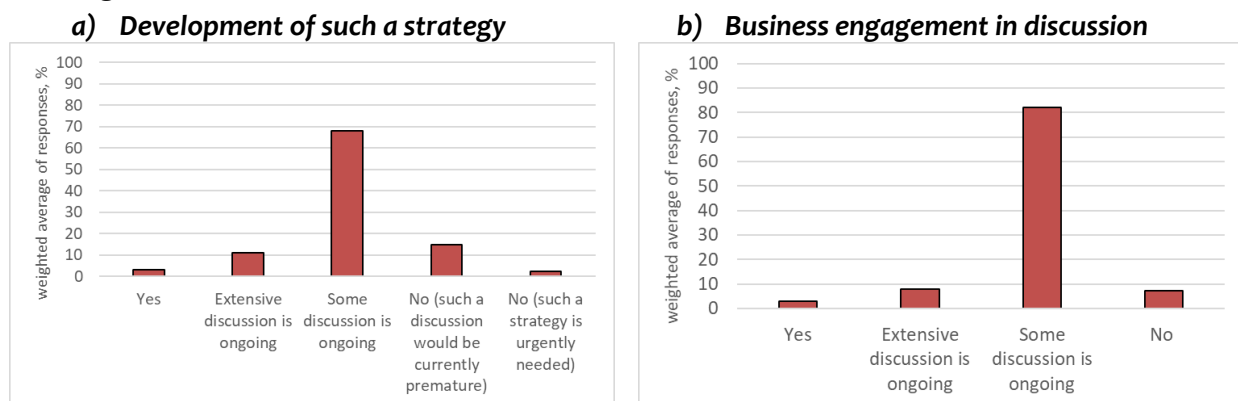 a) Development of such a strategy
weighted average of responses, %
100
90
80
70
60
50
40
30
20
10
0
Yes
Extensive
discussion is
ongoing
Some
discussion is
ongoing
No (such a
discussion
would be
currently
premature)
No (such a
strategy is
urgently
needed)
b) Business engagement in discussion
weighted average of responses, %
100
90
80
70
60
50
40
30
20
10
0
Yes
Extensive
discussion is
ongoing
Some
discussion is
ongoing
No